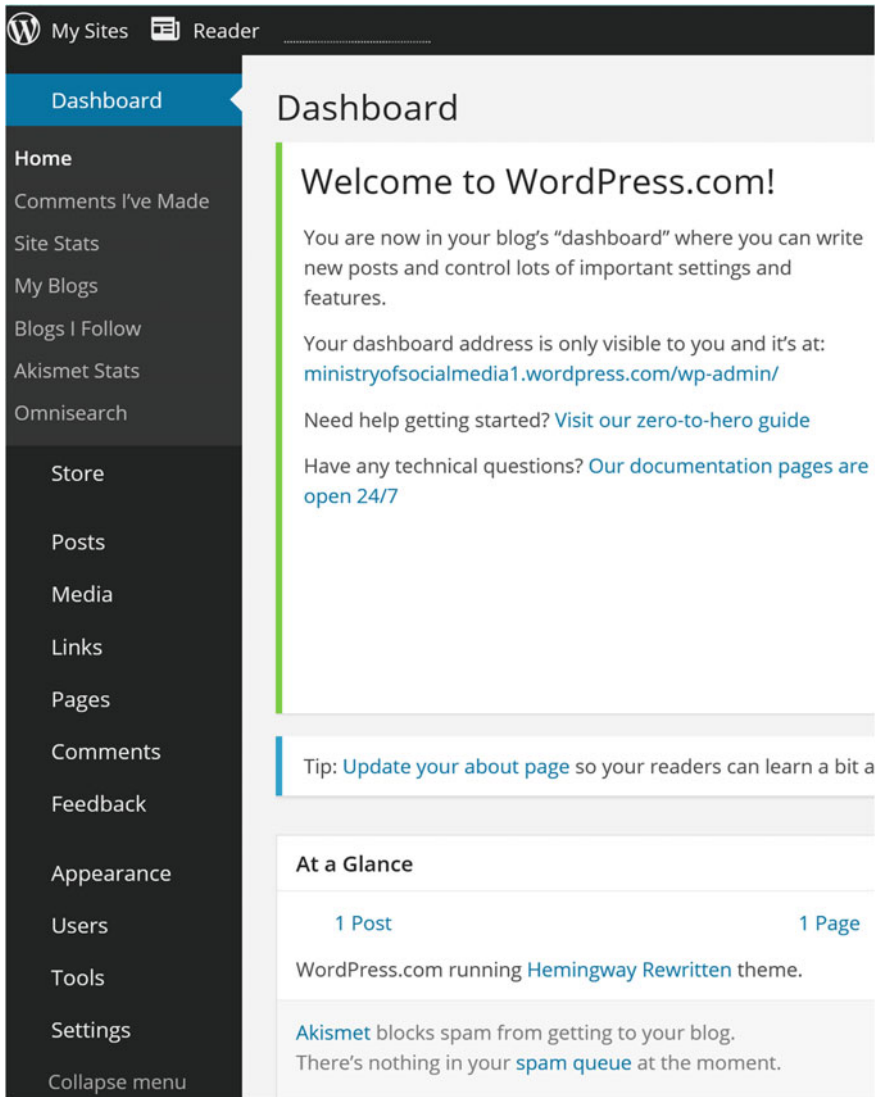 My Sites Reader
Dashboard
Home
Comments I’ve Made
Site Stats
My Blogs
Blogs I Follow
Akismet Stats
Omnisearch
Store
Posts
Media
Links
Pages
Comments
Feedback
Appearance
Users
Tools
Settings
Collapse menu
Dashboard
Welcome to WordPress.com!
You are now in your blog’s “dashboard” where you can write
new posts and control lots of important settings and
features.
Your dashboard address is only visible to you and it’s at:
ministryofsocialmedia1.wordpress.com/wp-admin/
Need help getting started? Visit our zero-to-hero guide
Have any technical questions? Our documentation pages are
open 24/7
Tip: Update your about page so your readers can learn a bit a
At a Glance
1 Post 1 Page
WordPress.com running Hemingway Rewritten theme.
Akismet blocks spam from getting to your blog.
There’s nothing in your spam queue at the moment.